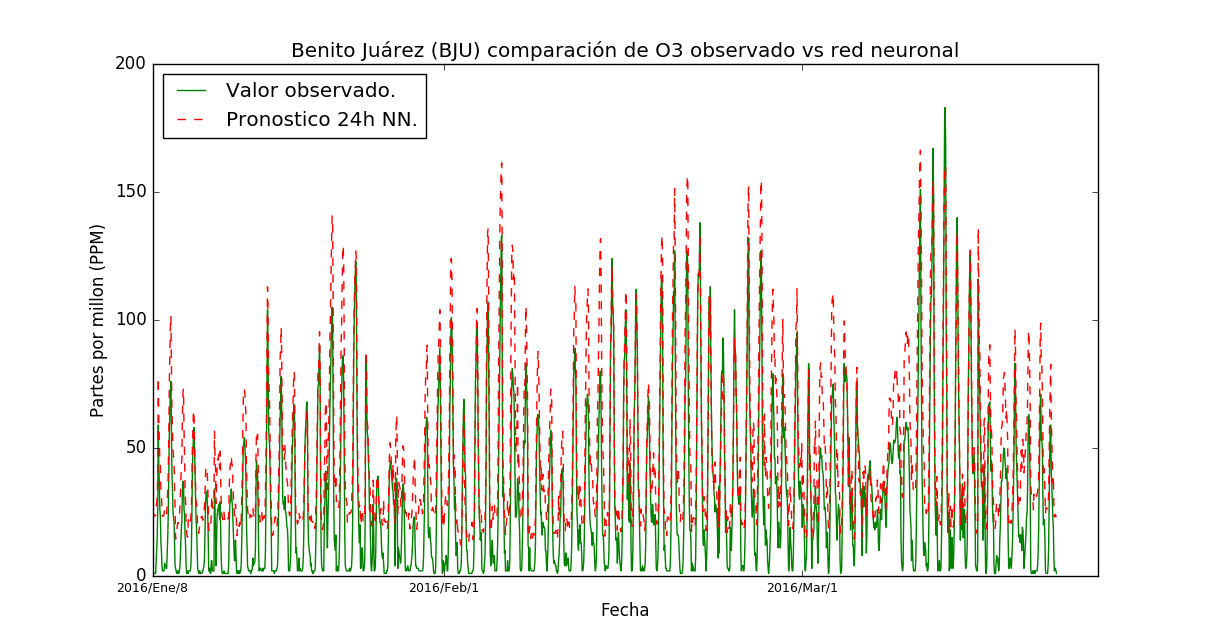 Benito Juárez (BJU) comparación de O3 observado vs red neuronal
200
Valor observado.
Pronostico 24h NN.
150
Partes por millon (PPM)
100
50
0
2016/Ene/8
2016/Feb/1
2016/Mar/1
Fecha